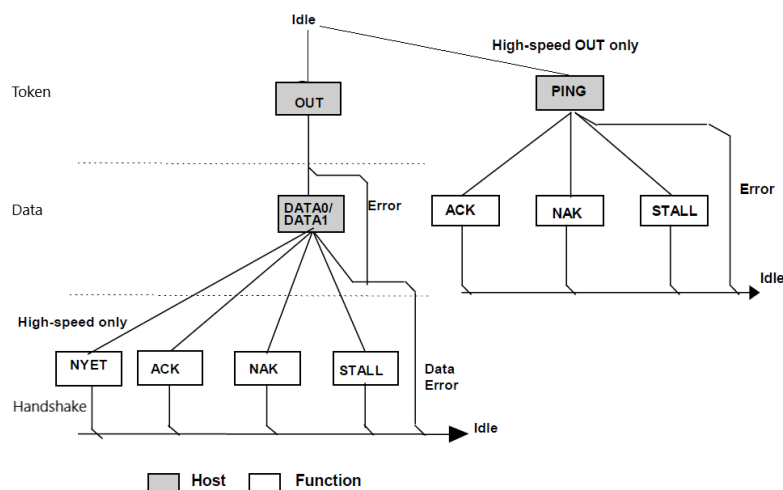 Idle
High-speed OUT only
Token
OUT
PING
Data
DATA0/
DATA1
Error
ACK
NAK
STALL
Error
Idle
High-speed only
NYET
ACK
NAK
STALL
Data
Error
Handshake
Idle
Host
Function